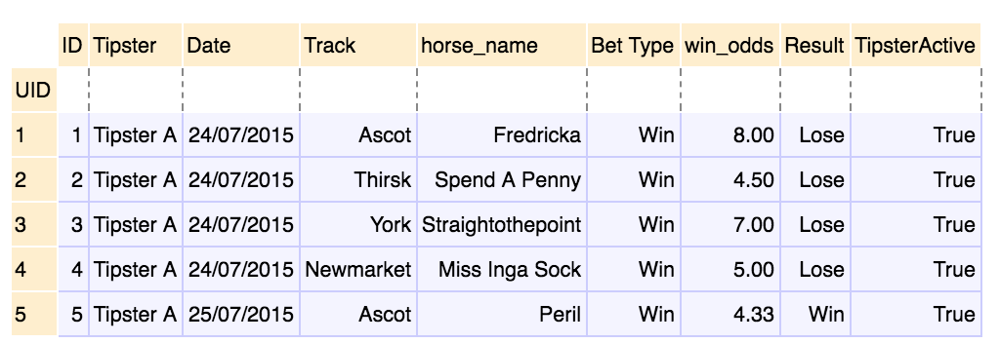 ID Tipster Date Track horse_name Bet Type win_odds Result TipsterActive
UID
1 1 Tipster A 24/07/2015 Ascot Fredricka Win 8.00 Lose True
2 2 Tipster A 24/07/2015 Thirsk Spend A Penny Win 4.50 Lose True
3 3 Tipster A 24/07/2015 York Straightothepoint Win 7.00 Lose True
4 4 Tipster A 24/07/2015 Newmarket Miss Inga Sock Win 5.00 Lose True
5 5 Tipster A 25/07/2015 Ascot Peril Win 4.33 Win True